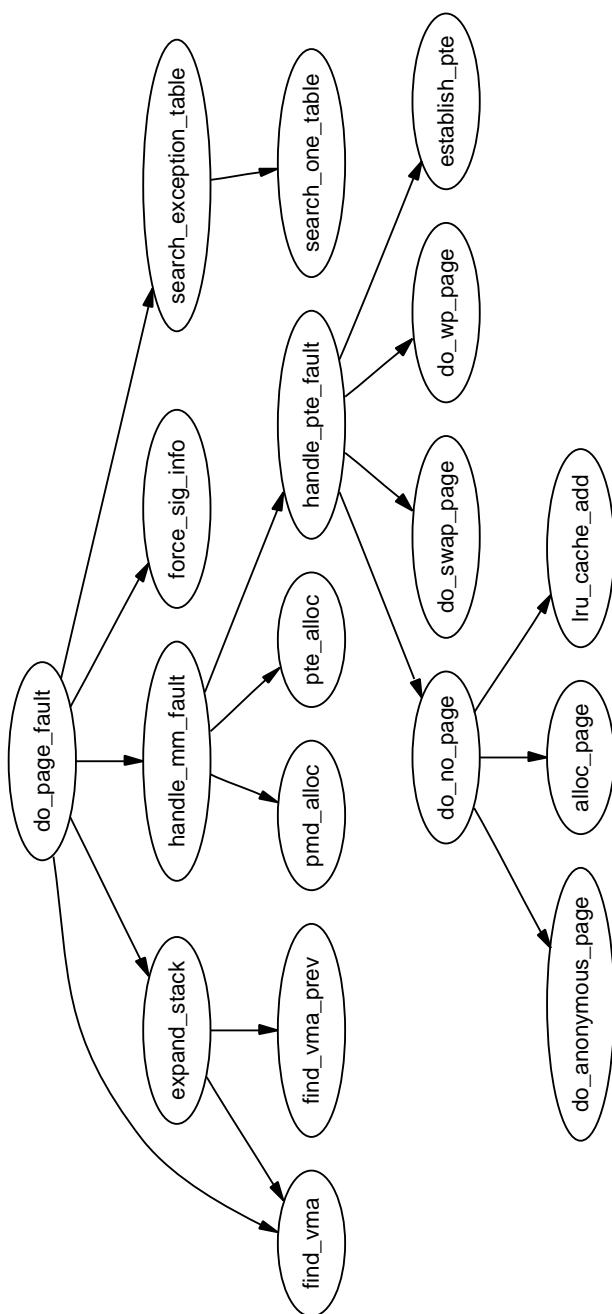 do_page_fault
expand_stack
handle_mm_fault
force_sig_info
search_exception_table
find_vma
find_vma_prev
pmd_alloc
pte_alloc
handle_pte_fault
search_one_table
do_no_page
do_swap_page
do_wp_page
establish_pte
do_anonymous_page
alloc_page
lru_cache_add